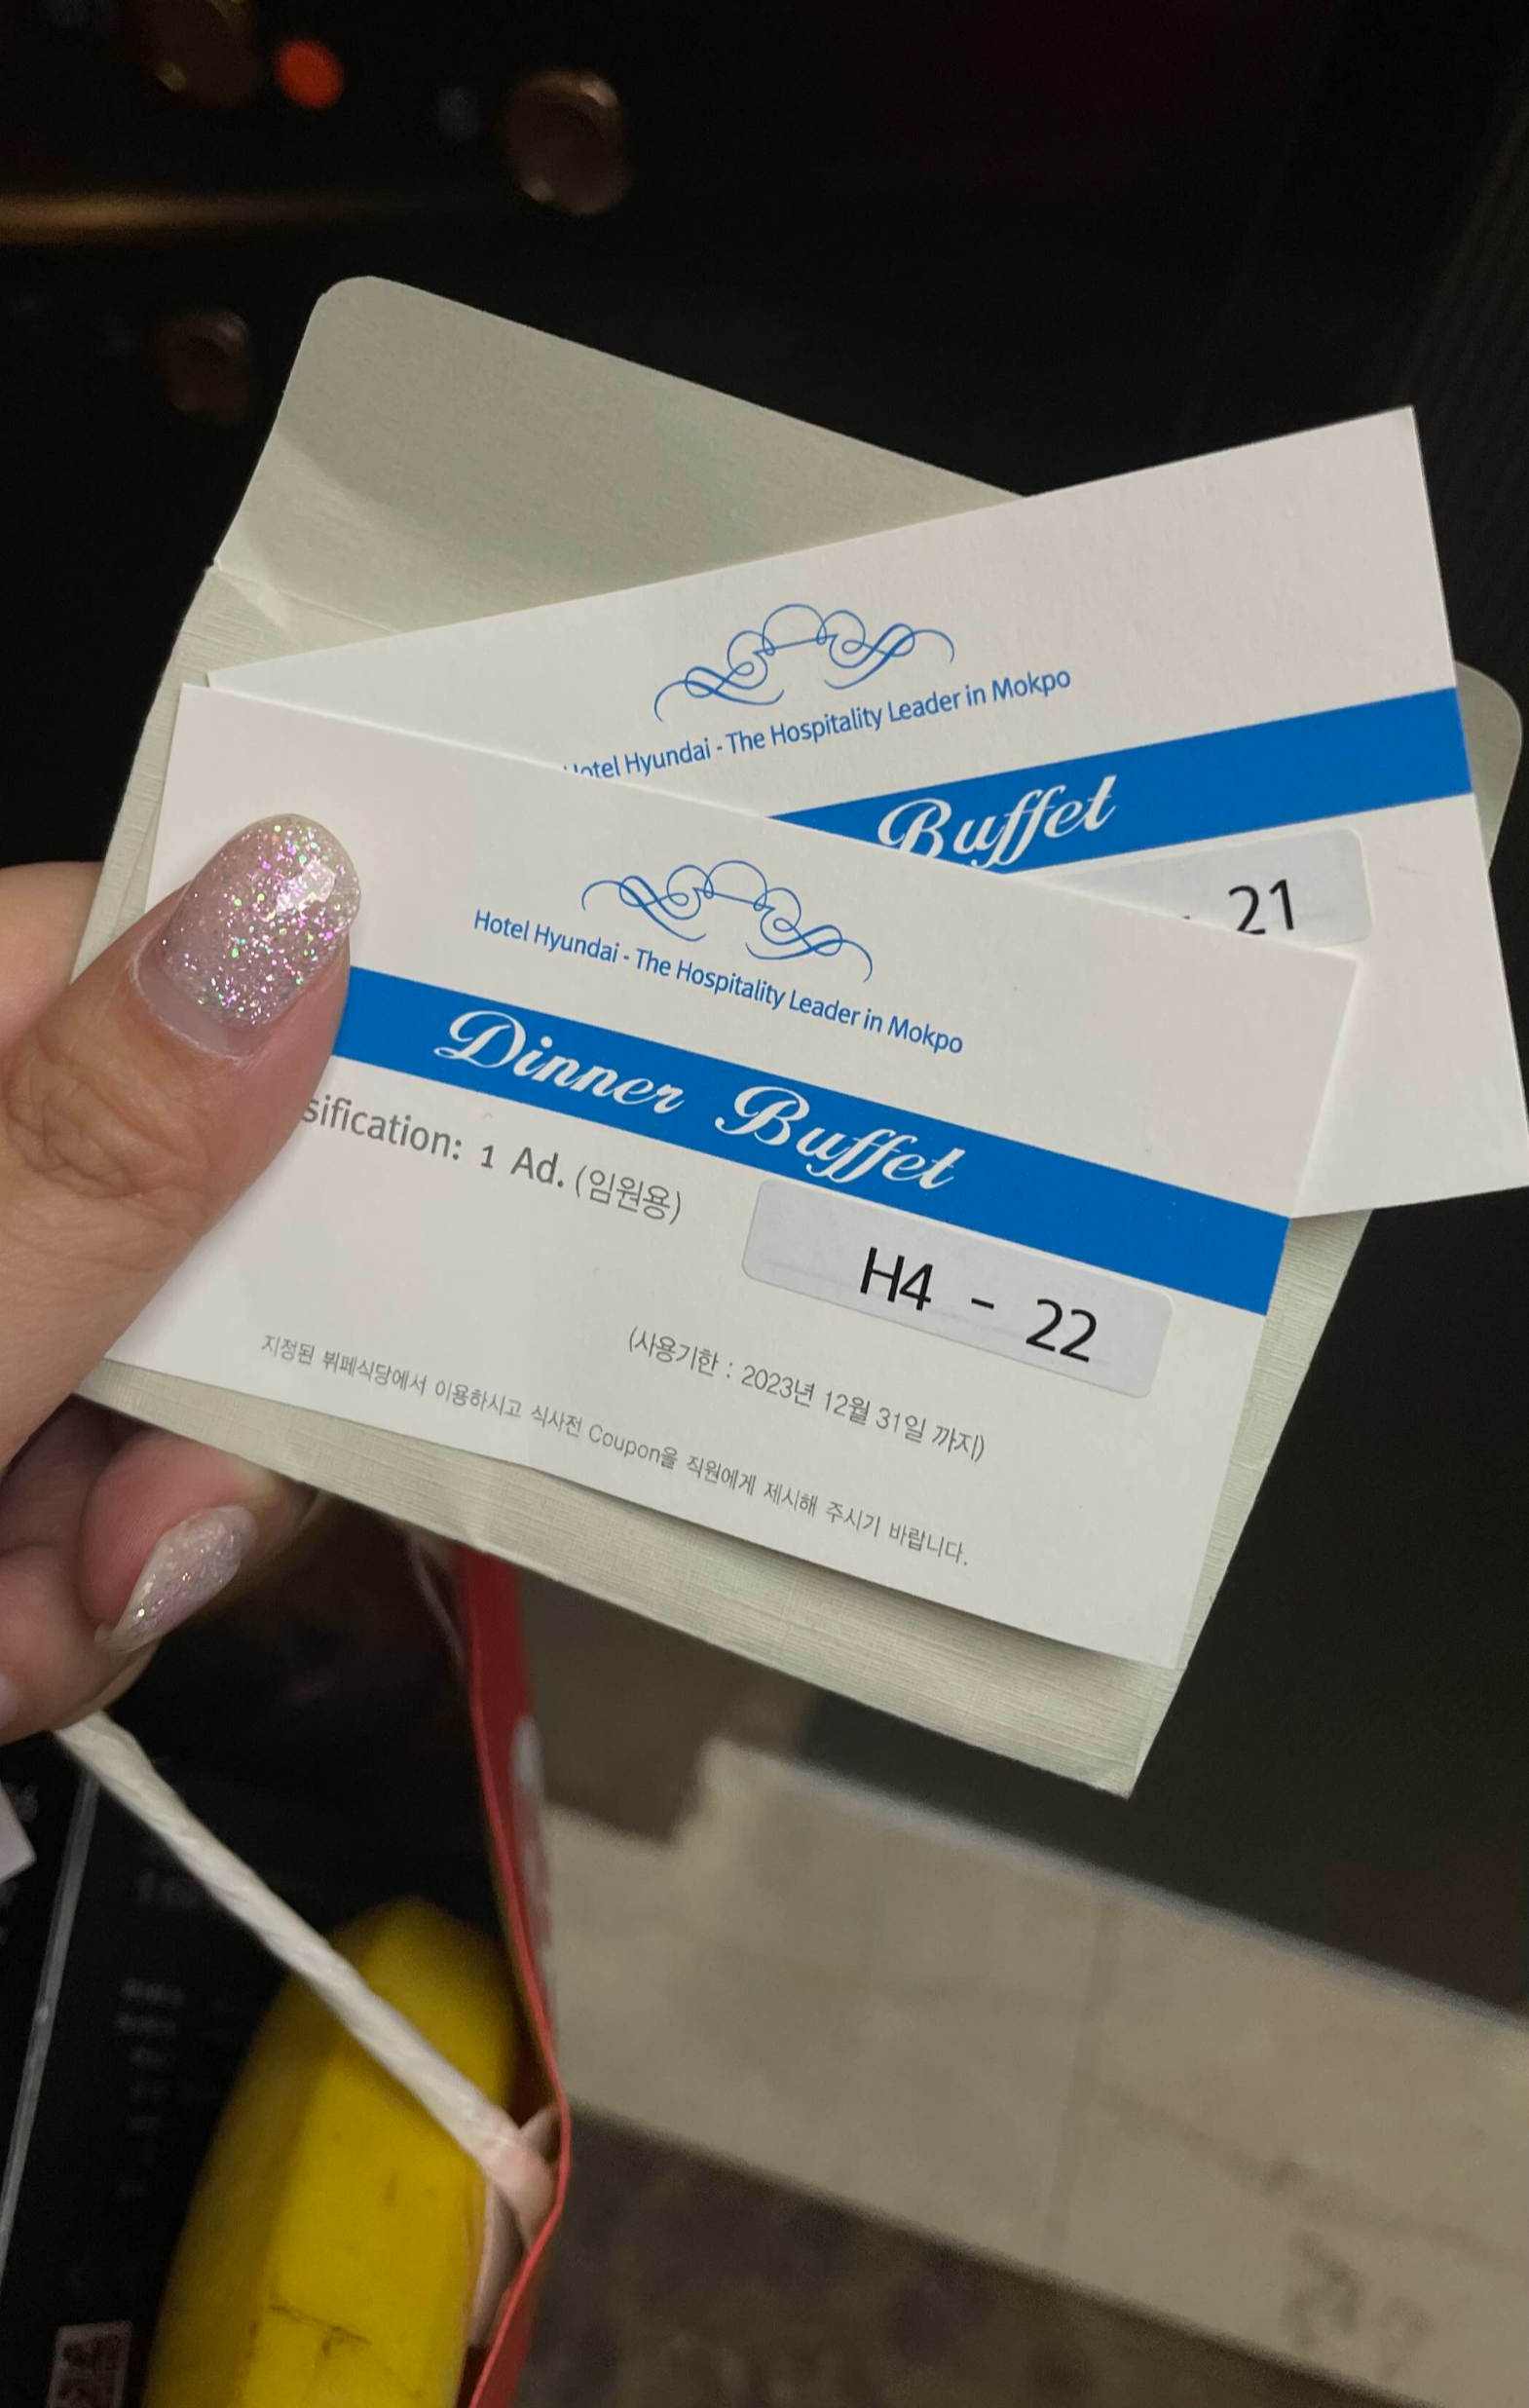 Hotel Hyundai - The Hospitality Leader in Mokpo
Buffet
- 21
Hotel Hyundai - The Hospitality Leader in Mokpo
Dinner Buffet
sification: 1 Ad. (임원용)
H4 - 22
(사용기한 : 2023년 12월 31일 까지)
지정된 뷔페식당에서 이용하시고 식사전 Coupon을 직원에게 제시해 주시기 바랍니다.